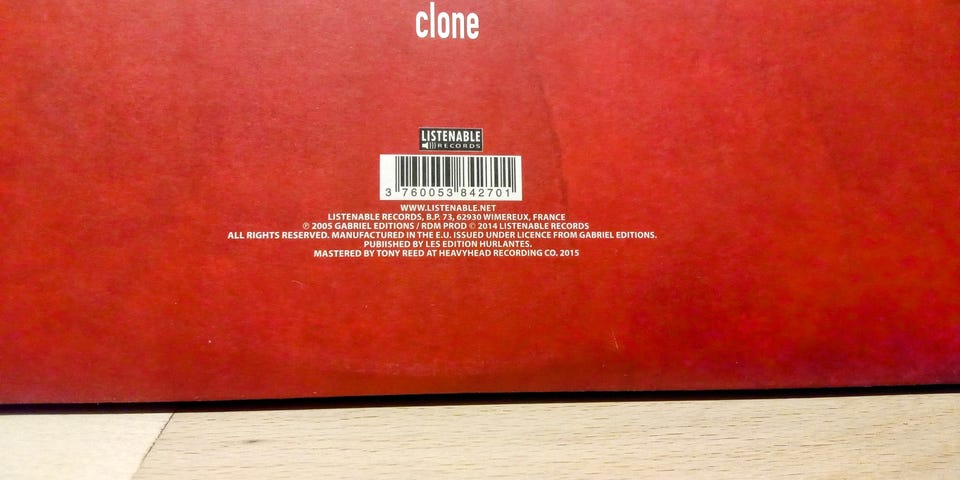 clone
LISTENABLE
RECORDS
3 760053 842701
WWW.LISTENABLE.NET
LISTENABLE RECORDS, B.P. 73, 62930 WIMEREUX, FRANCE
℗ 2005 GABRIEL EDITIONS / RDM PROD © 2014 LISTENABLE RECORDS
ALL RIGHTS RESERVED. MANUFACTURED IN THE E.U. ISSUED UNDER LICENCE FROM GABRIEL EDITIONS.
PUBIISHED BY LES EDITION HURLANTES.
MASTERED BY TONY REED AT HEAVYHEAD RECORDING CO. 2015